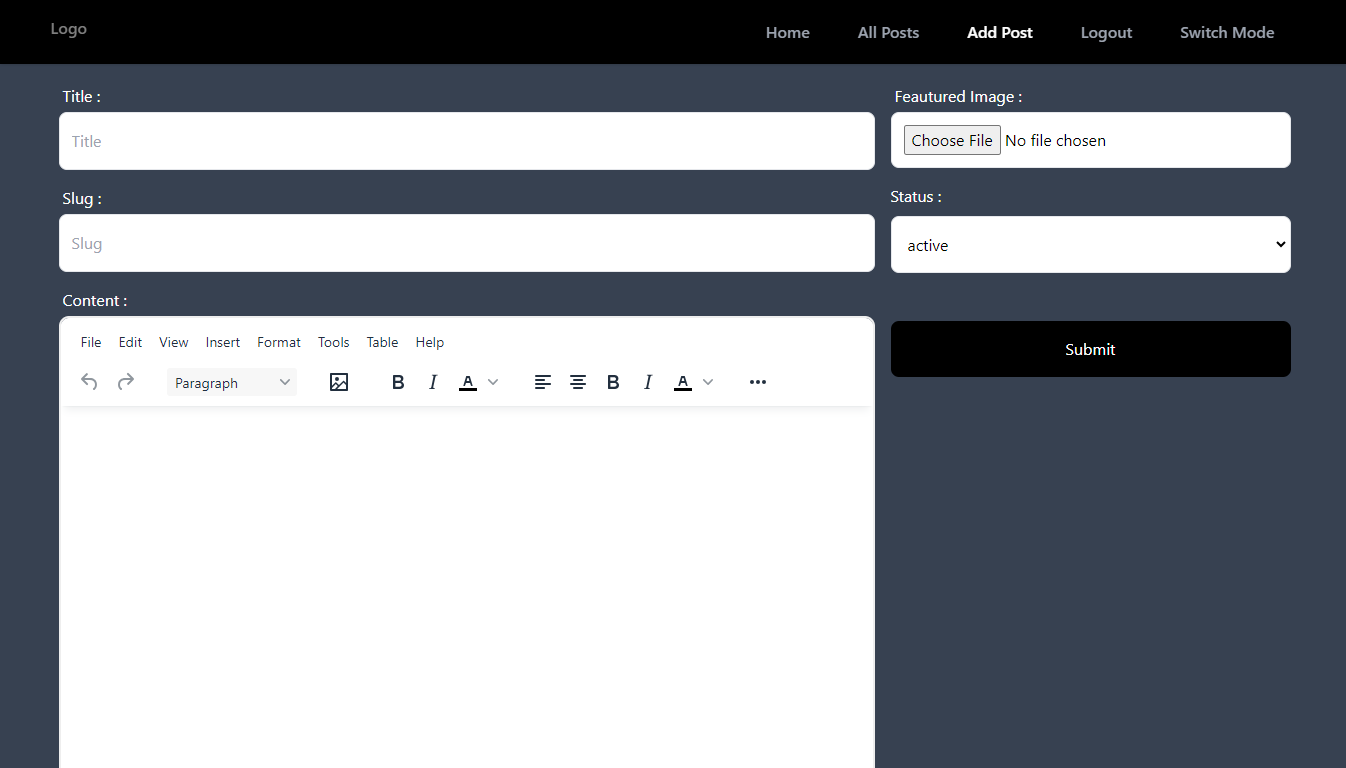 Logo
Home All Posts Add Post Logout Switch Mode
Title :
Title
Slug :
Slug
Content :
File Edit View Insert Format Tools Table Help
Paragraph B I A B I A
Feautured Image :
Choose File No file chosen
Status :
active
Submit